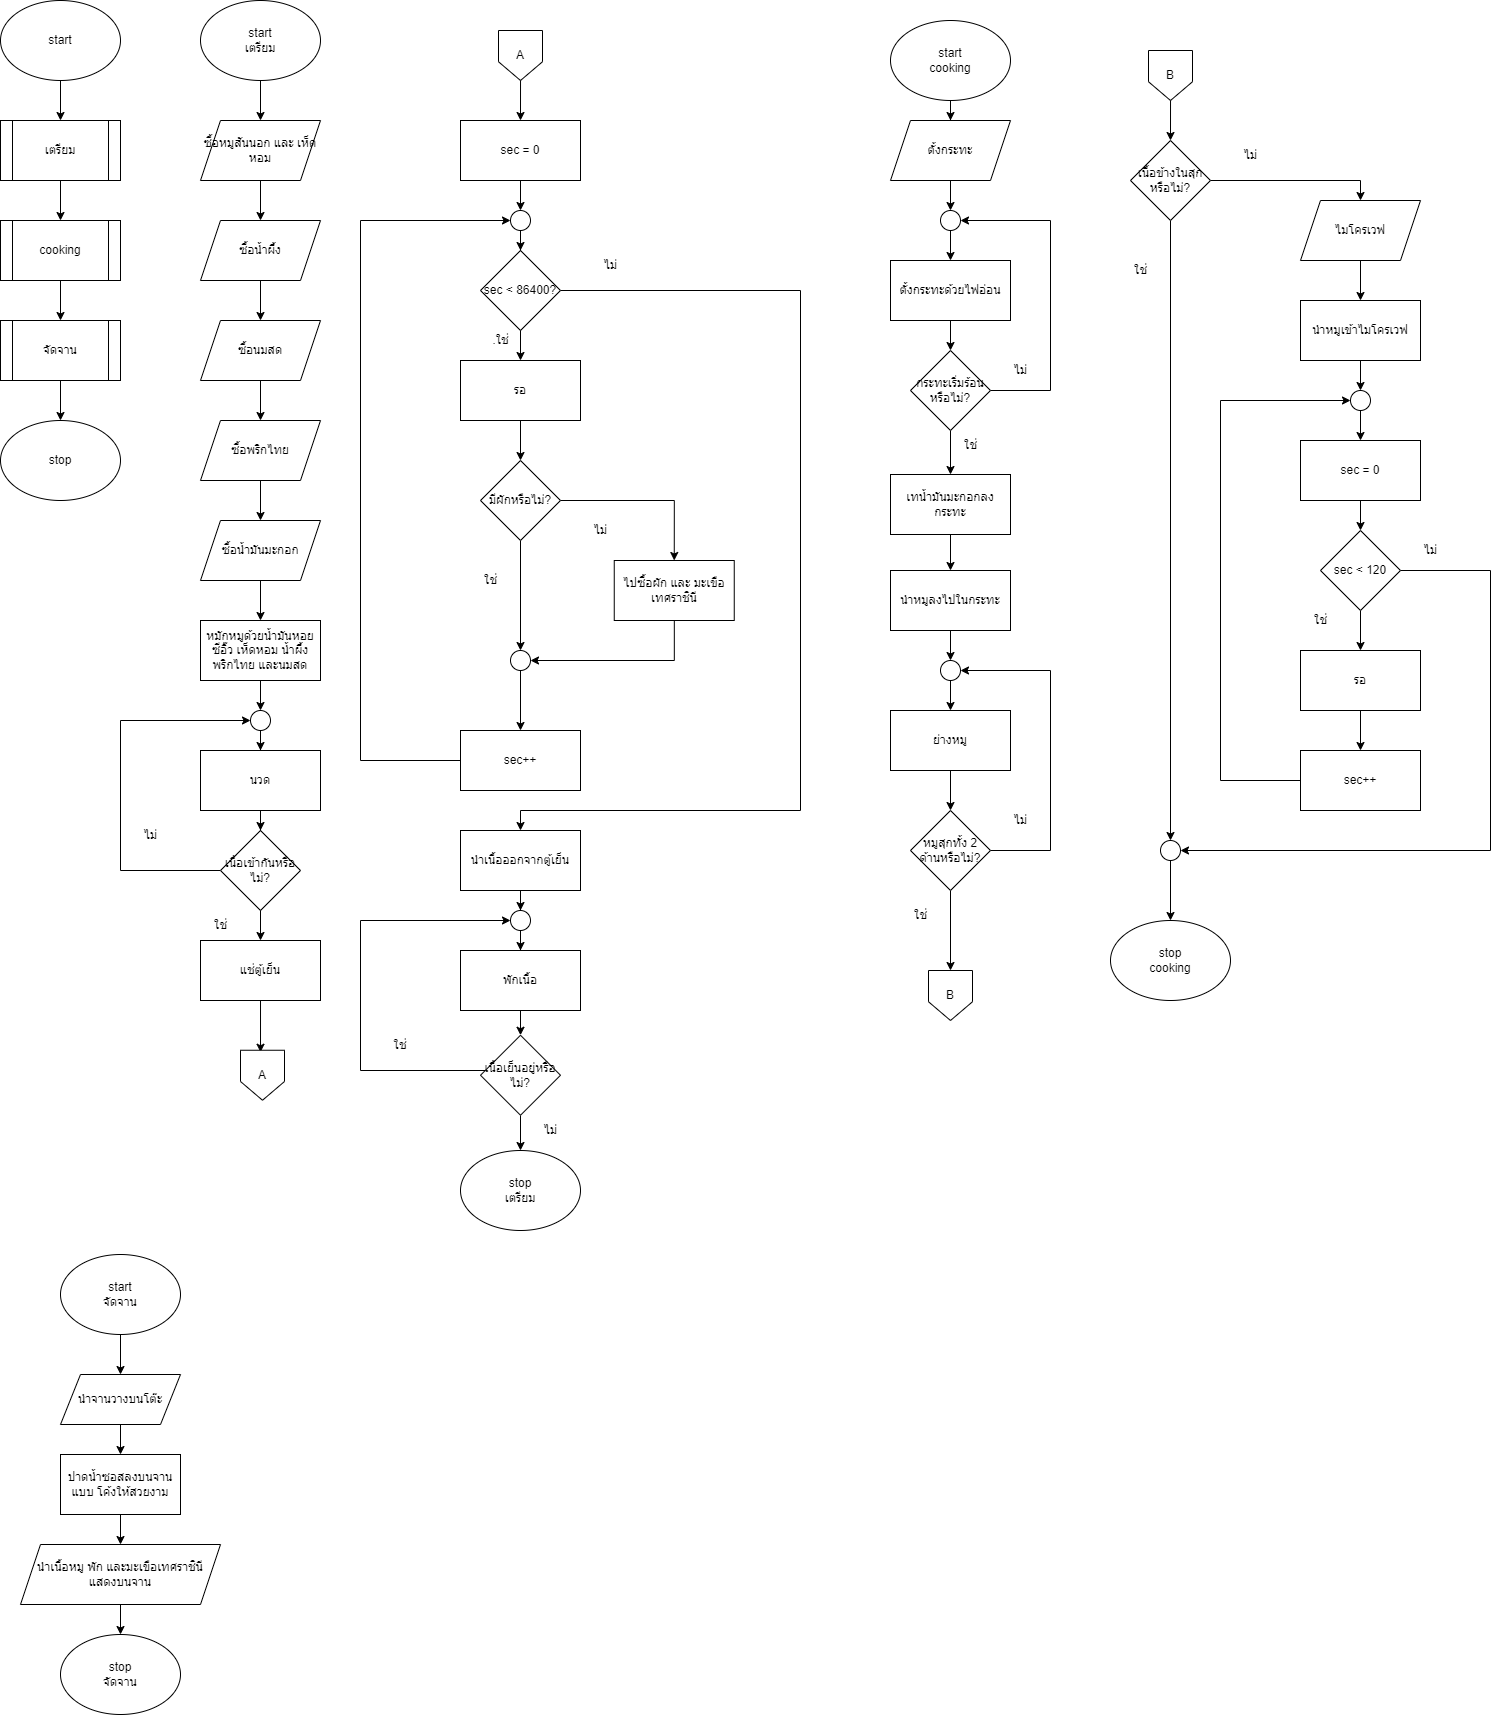 start
เตรียม
cooking
จัดจาน
stop
start
เตรียม
ซื้อหมูสันนอก และ เห็ด
หอม
ซื้อน้ำผึ้ง
ซื้อนมสด
ซื้อพริกไทย
ซื้อน้ำมันมะกอก
หมักหมูด้วยน้ำมันหอย
ซีอิ๊ว เห็ดหอม น้ำผึ้ง
พริกไทย และนมสด
นวด
ไม่
เนื้อเข้ากันหรือ
ไม่?
ใช่
แช่ตู้เย็น
A
A
sec = 0
sec < 86400?
ไม่
.ใช่
รอ
มีผักหรือไม่?
ไม่
ใช่
ไปซื้อผัก และ มะเขือ
เทศราชินี
sec++
นำเนื้อออกจากตู้เย็น
พักเนื้อ
ใช่
เนื้อเย็นอยู่หรือ
ไม่?
ไม่
stop
เตรียม
start
cooking
ตั้งกระทะ
ตั้งกระทะด้วยไฟอ่อน
กระทะเริ่มร้อน
หรือไม่?
ไม่
ใช่
เทน้ำมันมะกอกลง
กระทะ
นำหมูลงไปในกระทะ
ย่างหมู
หมูสุกทั้ง 2
ด้านหรือไม่?
ไม่
ใช่
B
B
เนื้อข้างในสุก
หรือไม่?
ไม่
ใช่
ไมโครเวฟ
นำหมูเข้าไมโครเวฟ
sec = 0
sec < 120
ไม่
ใช่
รอ
sec++
stop
cooking
start
จัดจาน
นำจานวางบนโต๊ะ
ปาดน้ำซอสลงบนจาน
แบบ โค้งให้สวยงาม
นำเนื้อหมู ผัก และมะเขือเทศราชินี
แสดงบนจาน
stop
จัดจาน